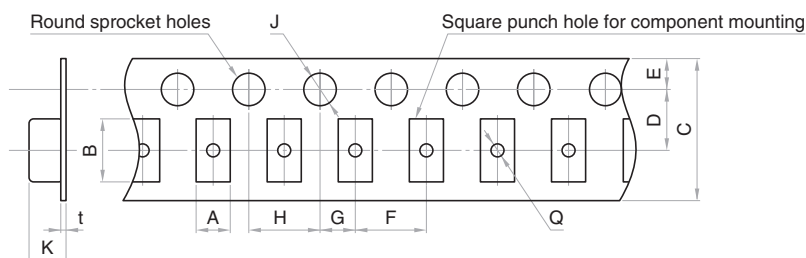 Round sprocket holes
J
Square punch hole for component mounting
E
D
C
B
t
A
H
G
F
Q
K